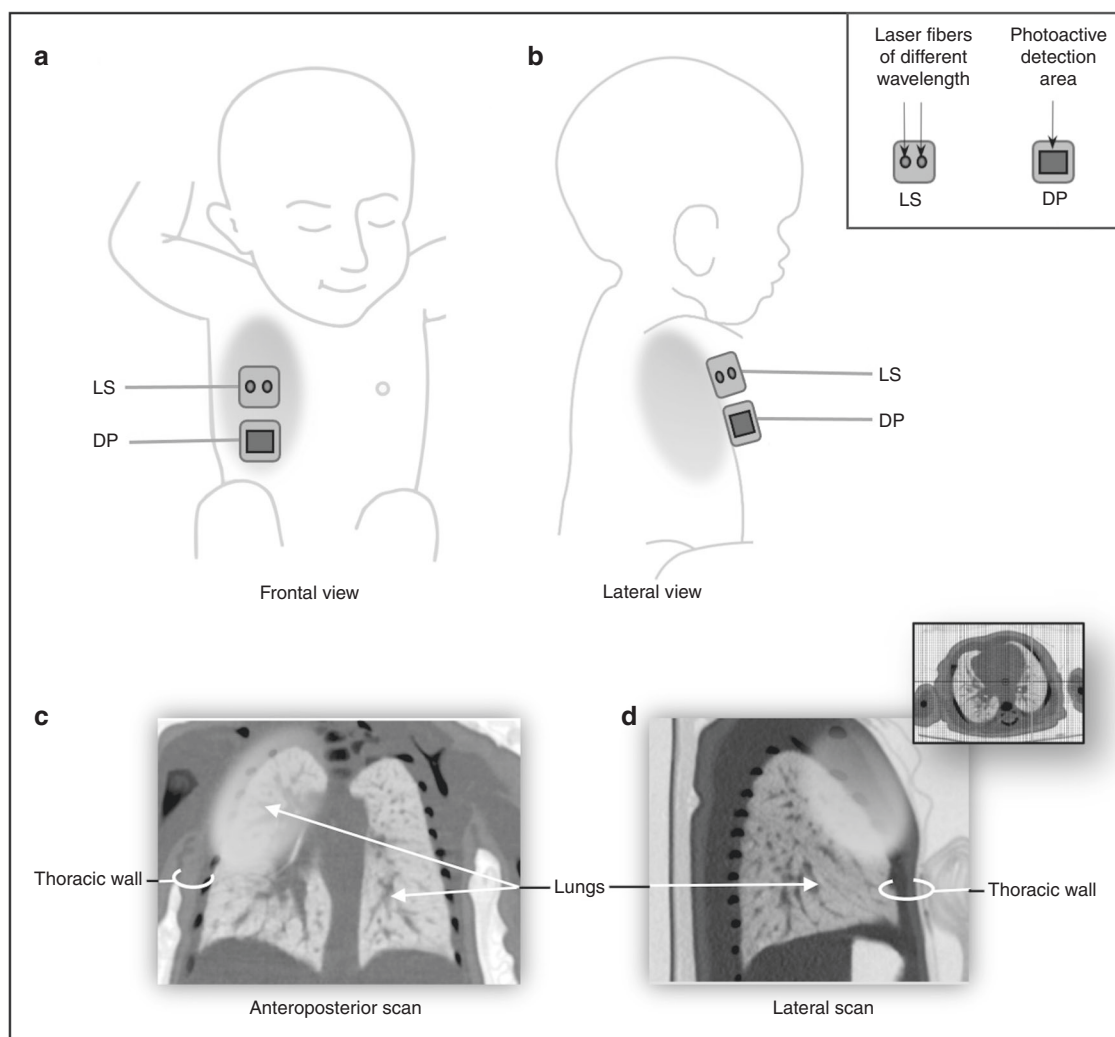 a
b
Laser fibers
of different
wavelength
Photoactive
detection
area
LS
DP
LS
DP
LS
DP
Frontal view
Lateral view
c
d
Thoracic wall
Lungs
Thoracic wall
Anteroposterior scan
Lateral scan